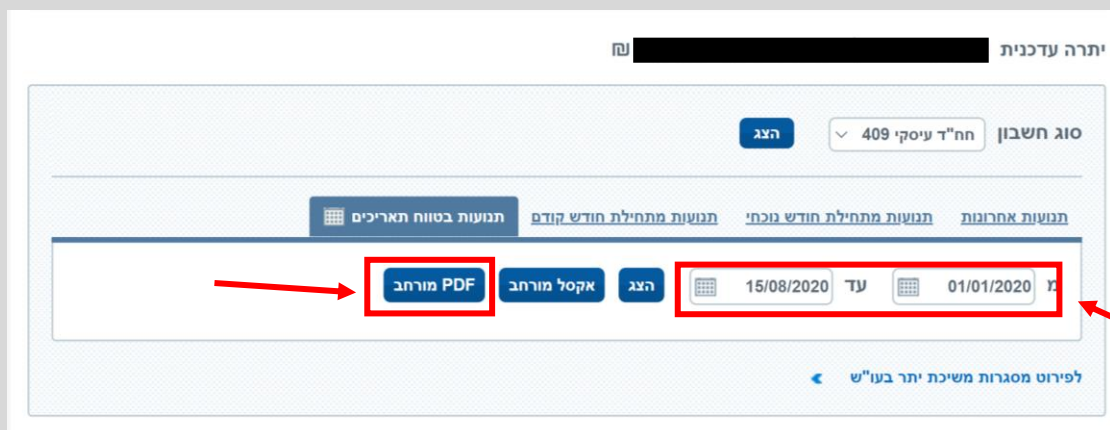 יתרה עדכנית ₪
סוג חשבון חח"ד עיסקי 409 הצג
תנועות אחרונות תנועות מתחילת חודש נוכחי תנועות מתחילת חודש קודם תנועות בטווח תאריכים
מ 01/01/2020 עד 15/08/2020 הצג אקסל מורחב PDF מורחב
לפירוט מסגרות משיכת יתר בעו"ש